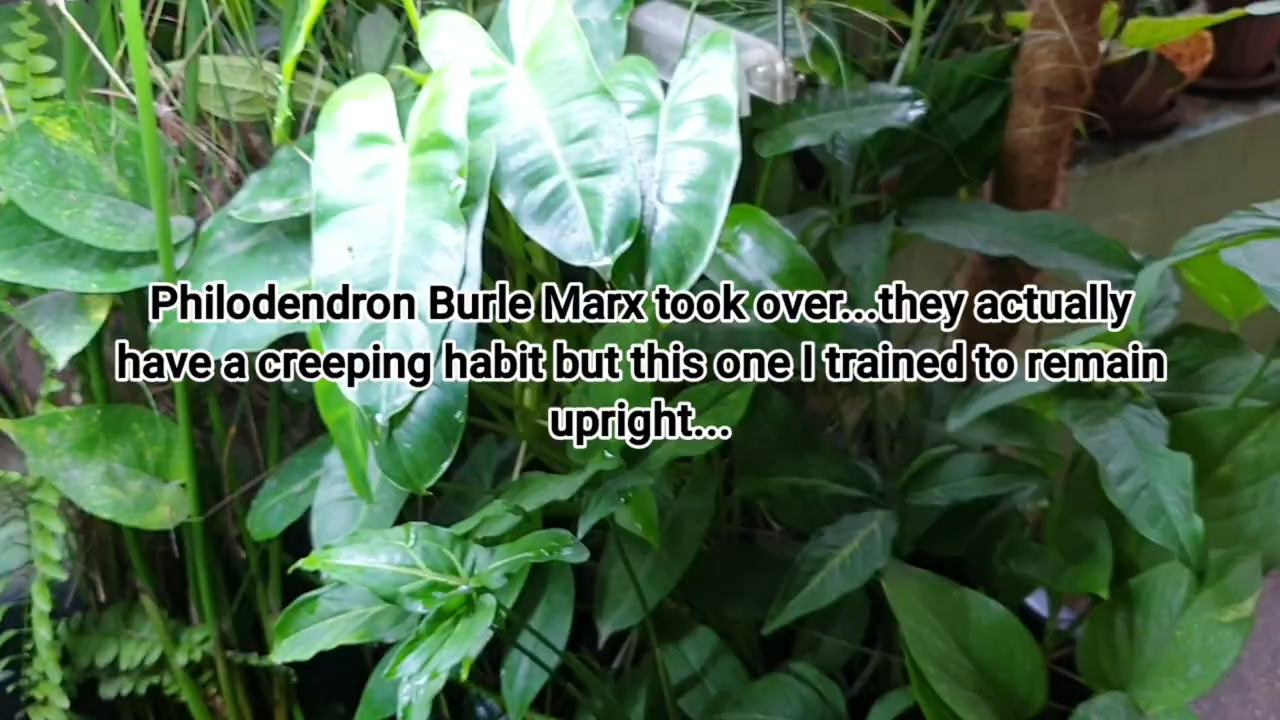 Philodendron Burle Marx took over...they actually
have a creeping habit but this one I trained to remain
upright...